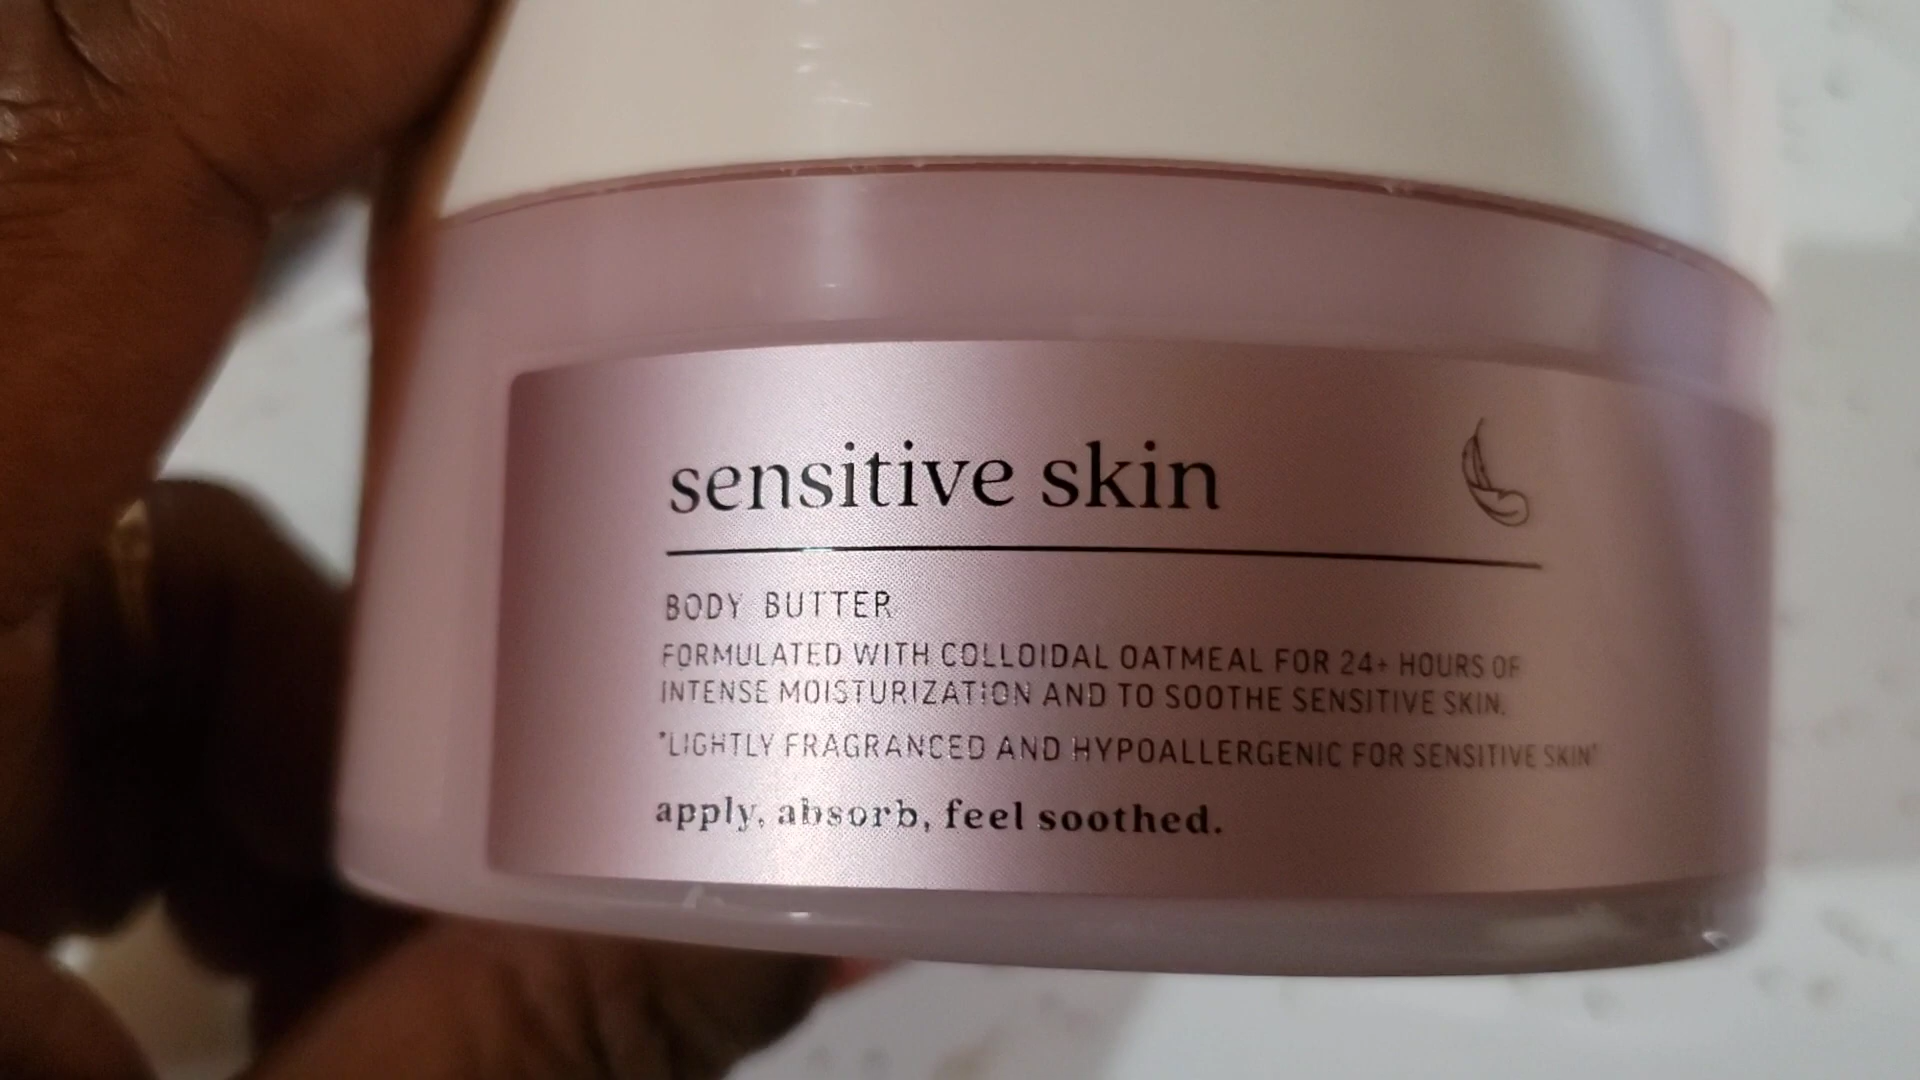 sensitive skin
BODY BUTTER
FORMULATED WITH COLLOIDAL OATMEAL FOR 24+ HOURS OF
INTENSE MOISTURIZATION AND TO SOOTHE SENSITIVE SKIN.
*LIGHTLY FRAGRANCED AND HYPOALLERGENIC FOR SENSITIVE SKIN*
apply, absorb, feel soothed.